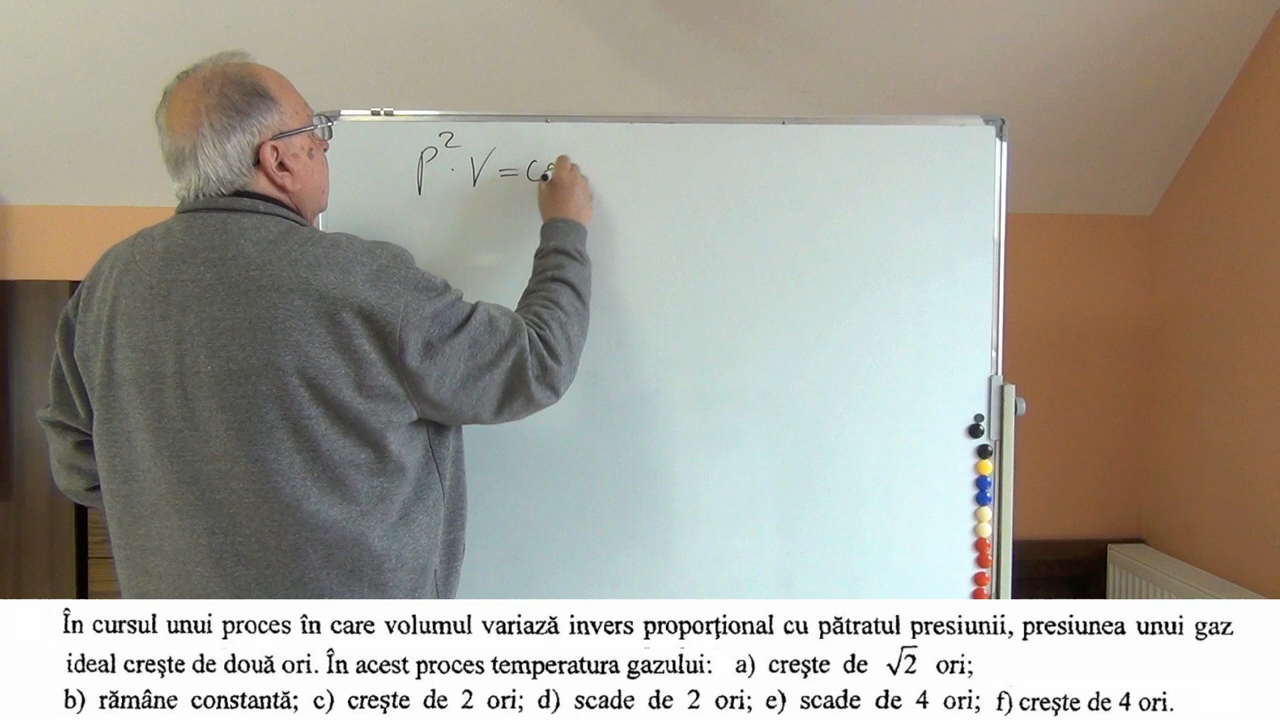 P² · V = co
În cursul unui proces în care volumul variază invers proporţional cu pătratul presiunii, presiunea unui gaz
ideal creşte de două ori. În acest proces temperatura gazului: a) creşte de √2 ori;
b) rămâne constantă; c) creşte de 2 ori; d) scade de 2 ori; e) scade de 4 ori; f) creşte de 4 ori.